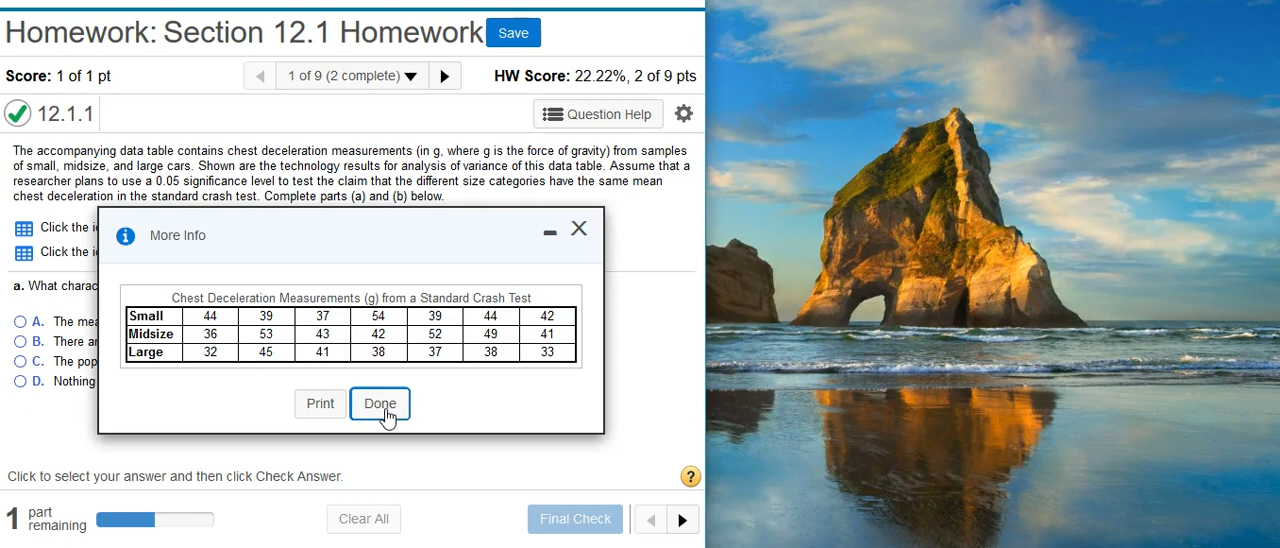 Homework: Section 12.1 Homework Save
Score: 1 of 1 pt 1 of 9 (2 complete) HW Score: 22.22%, 2 of 9 pts
12.1.1 Question Help
The accompanying data table contains chest deceleration measurements (in g, where g is the force of gravity) from samples
of small, midsize, and large cars. Shown are the technology results for analysis of variance of this data table. Assume that a
researcher plans to use a 0.05 significance level to test the claim that the different size categories have the same mean
chest deceleration in the standard crash test. Complete parts (a) and (b) below.
Click the
Click the
a. What
A. The
B. There
C. The
D. Nothing
More Info
Chest Deceleration Measurements (g) from a Standard Crash Test
Small 44 39 37 54 39 44 42
Midsize 36 53 43 42 52 49 41
Large 32 45 41 38 37 38 33
Print Done
Click to select your answer and then click Check Answer.
?
1 part remaining Clear All Final Check